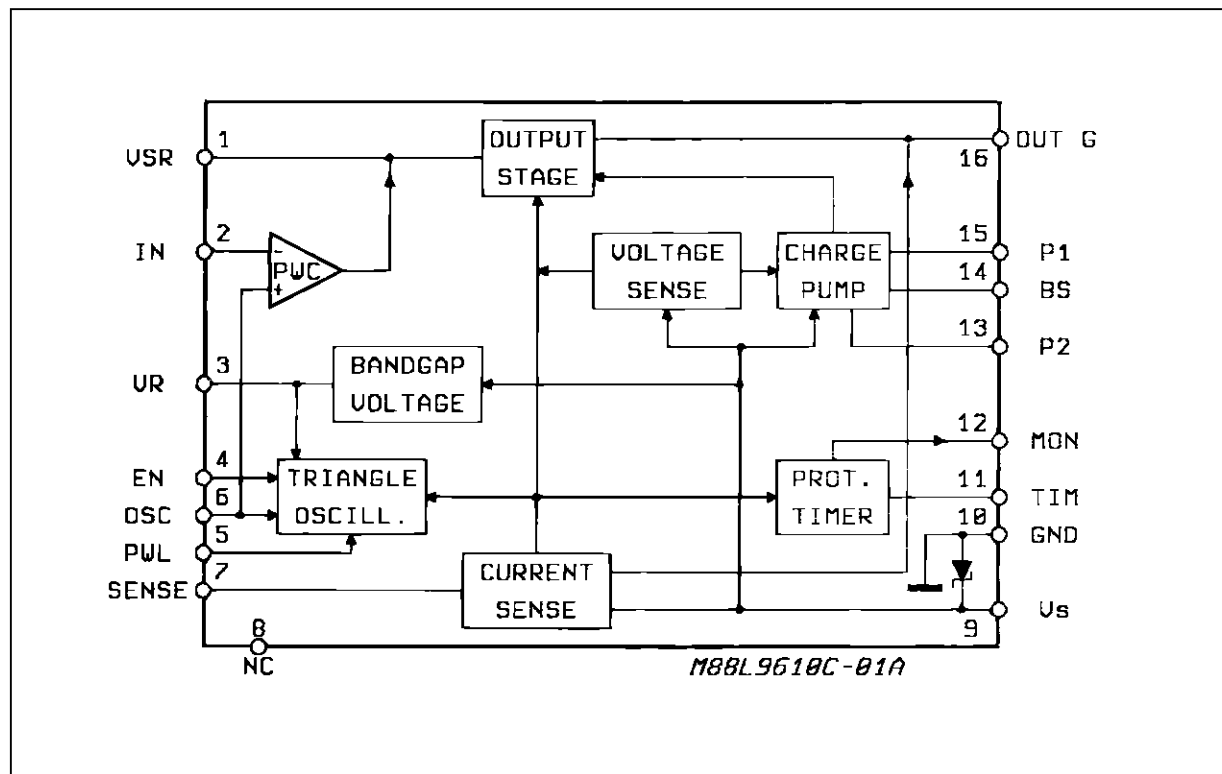 1
VSR
OUTPUT
STAGE
OUT G
16
2
IN
-
PWC
+
VOLTAGE
SENSE
CHARGE
PUMP
15
P1
14
BS
13
P2
3
VR
BANDGAP
VOLTAGE
12
MON
4
EN
6
OSC
5
PWL
7
SENSE
TRIANGLE
OSCILL.
PROT.
TIMER
11
TIM
10
GND
CURRENT
SENSE
Vs
9
8
NC
M88L9610C-01A